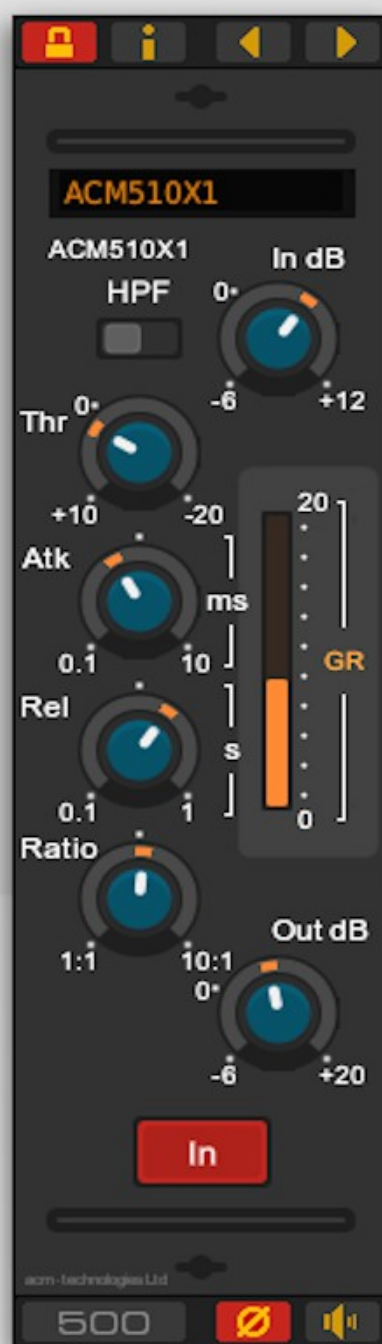 ACM510X1
ACM510X1
HPF
In dB
0
-6
+12
Thr
0
+10
-20
20
Atk
ms
0.1
10
GR
Rel
s
0.1
1
0
Ratio
1:1
10:1
Out dB
0
-6
+20
In
acm-technologies Ltd
500